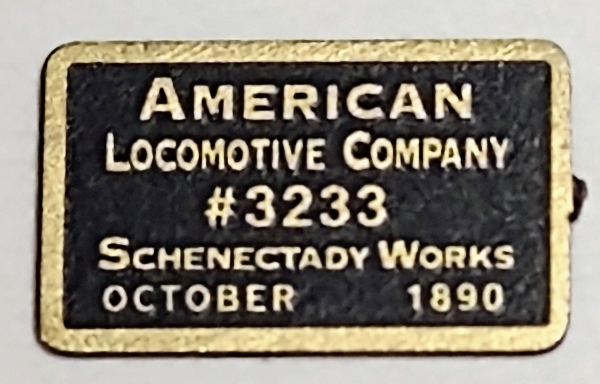 AMERICAN
LOCOMOTIVE COMPANY
#3233
SCHENECTADY WORKS
OCTOBER 1890